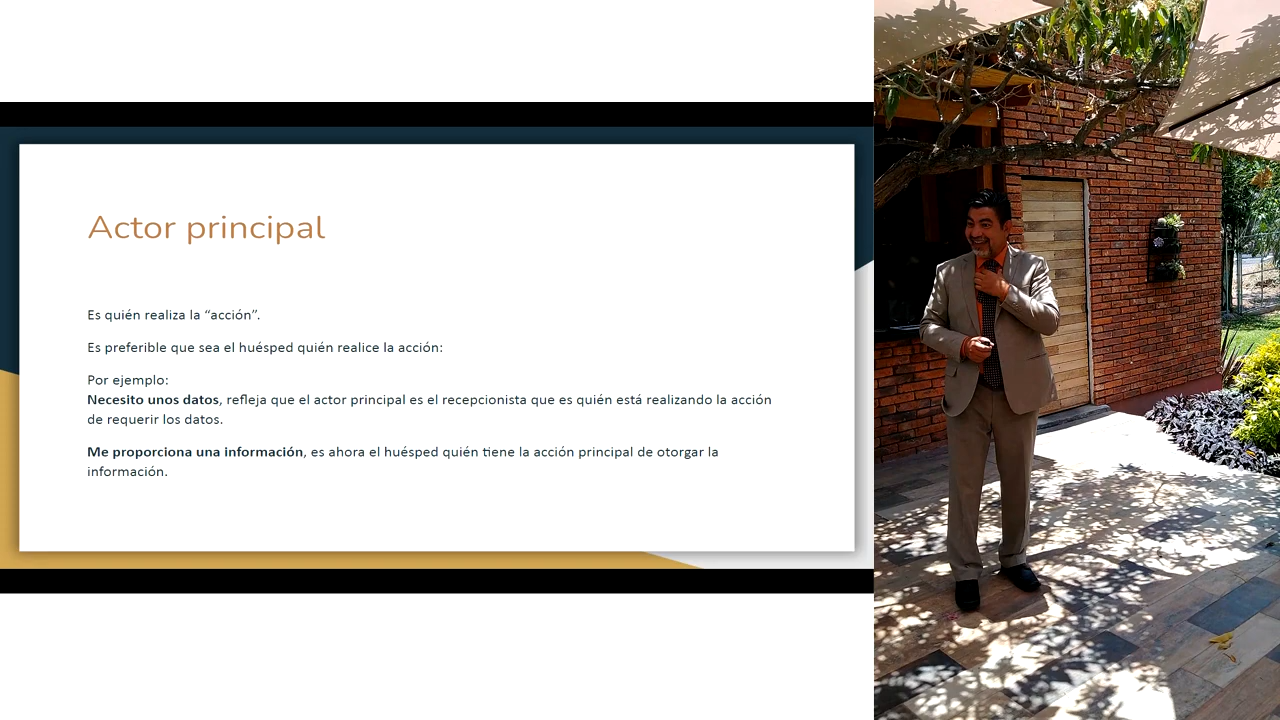 Actor principal
Es quién realiza la “acción”.
Es preferible que sea el huésped quién realice la acción:
Por ejemplo:
Necesito unos datos, refleja que el actor principal es el recepcionista que es quién está realizando la acción
de requerir los datos.
Me proporciona una información, es ahora el huésped quién tiene la acción principal de otorgar la
información.